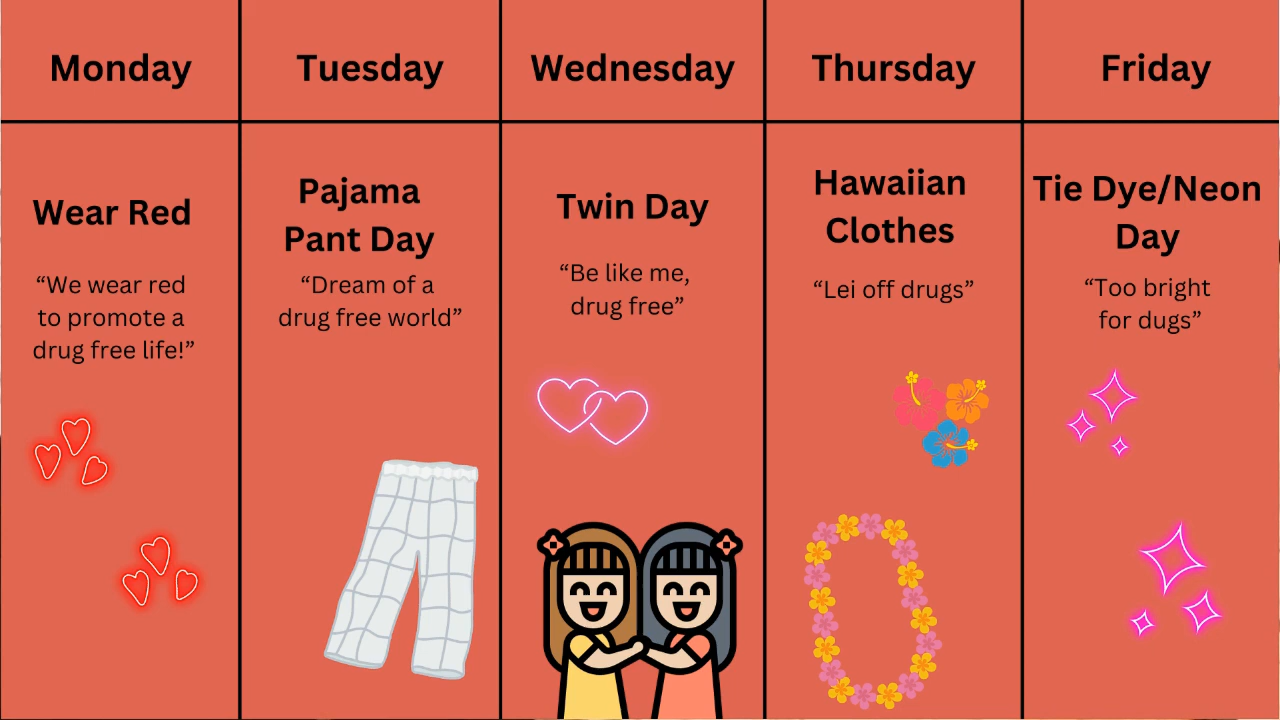 Monday
Tuesday
Wednesday
Thursday
Friday
Wear Red
“We wear red
to promote a
drug free life!”
Pajama
Pant Day
“Dream of a
drug free world”
Twin Day
“Be like me,
drug free”
Hawaiian
Clothes
“Lei off drugs”
Tie Dye/Neon
Day
“Too bright
for dugs”